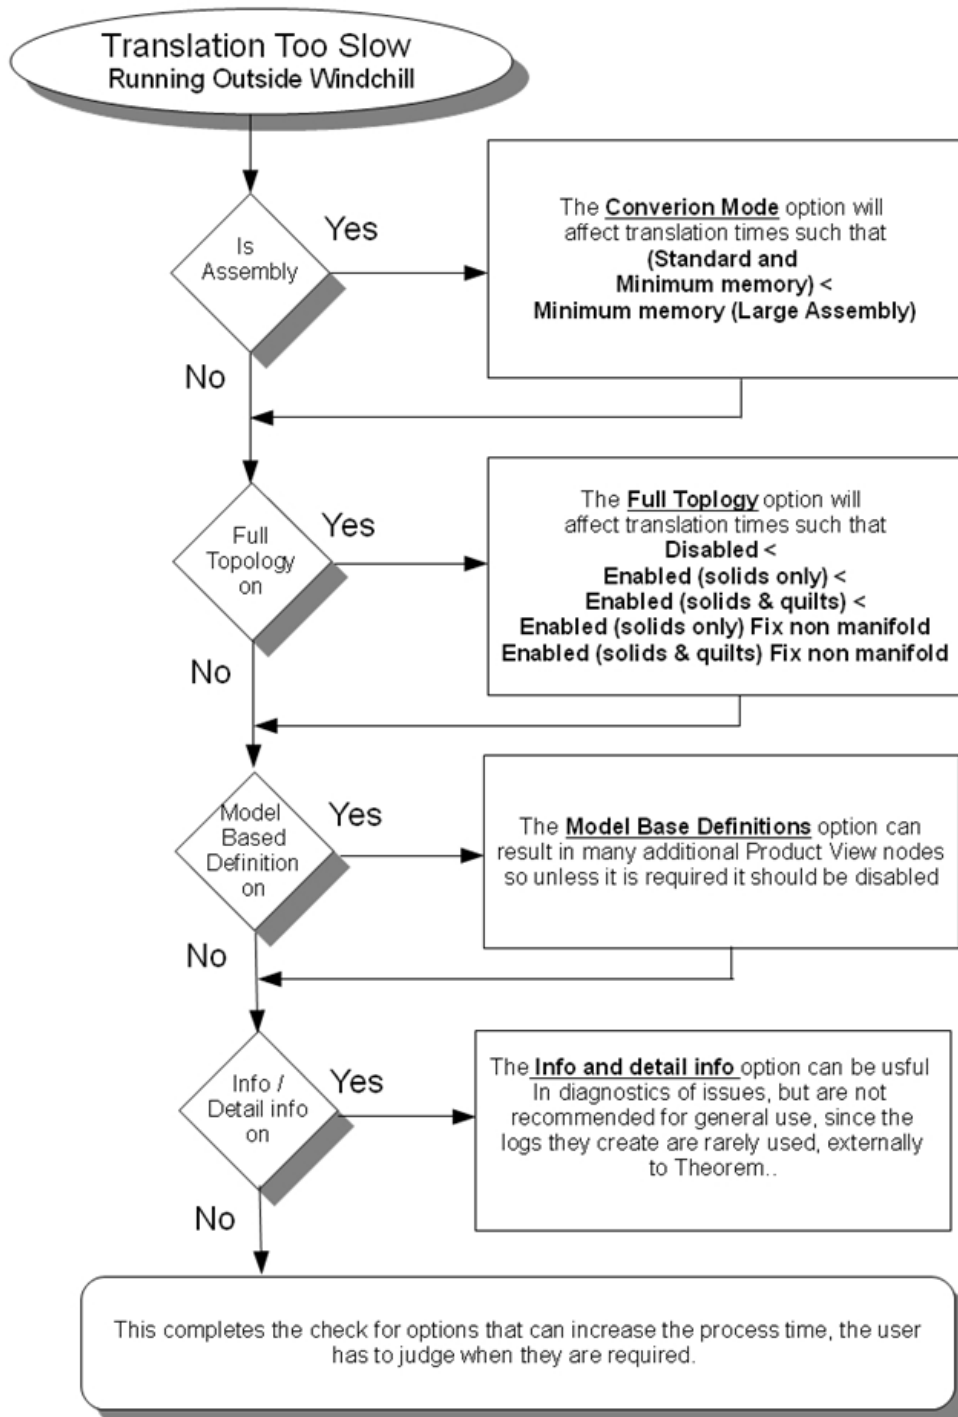 Translation Too Slow
Running Outside Windchill
Is
Assembly
Yes
The Converion Mode option will
affect translation times such that
(Standard and
Minimum memory) <
Minimum memory (Large Assembly)
No
Full
Topology
on
Yes
The Full Toplogy option will
affect translation times such that
Disabled <
Enabled (solids only) <
Enabled (solids & quilts) <
Enabled (solids only) Fix non manifold
Enabled (solids & quilts) Fix non manifold
No
Model
Based
Definition
on
Yes
The Model Base Definitions option can
result in many additional Product View nodes
so unless it is required it should be disabled
No
Info /
Detail info
on
Yes
The Info and detail info option can be usful
In diagnostics of issues, but are not
recommended for general use, since the
logs they create are rarely used, externally
to Theorem..
No
This completes the check for options that can increase the process time, the user
has to judge when they are required.